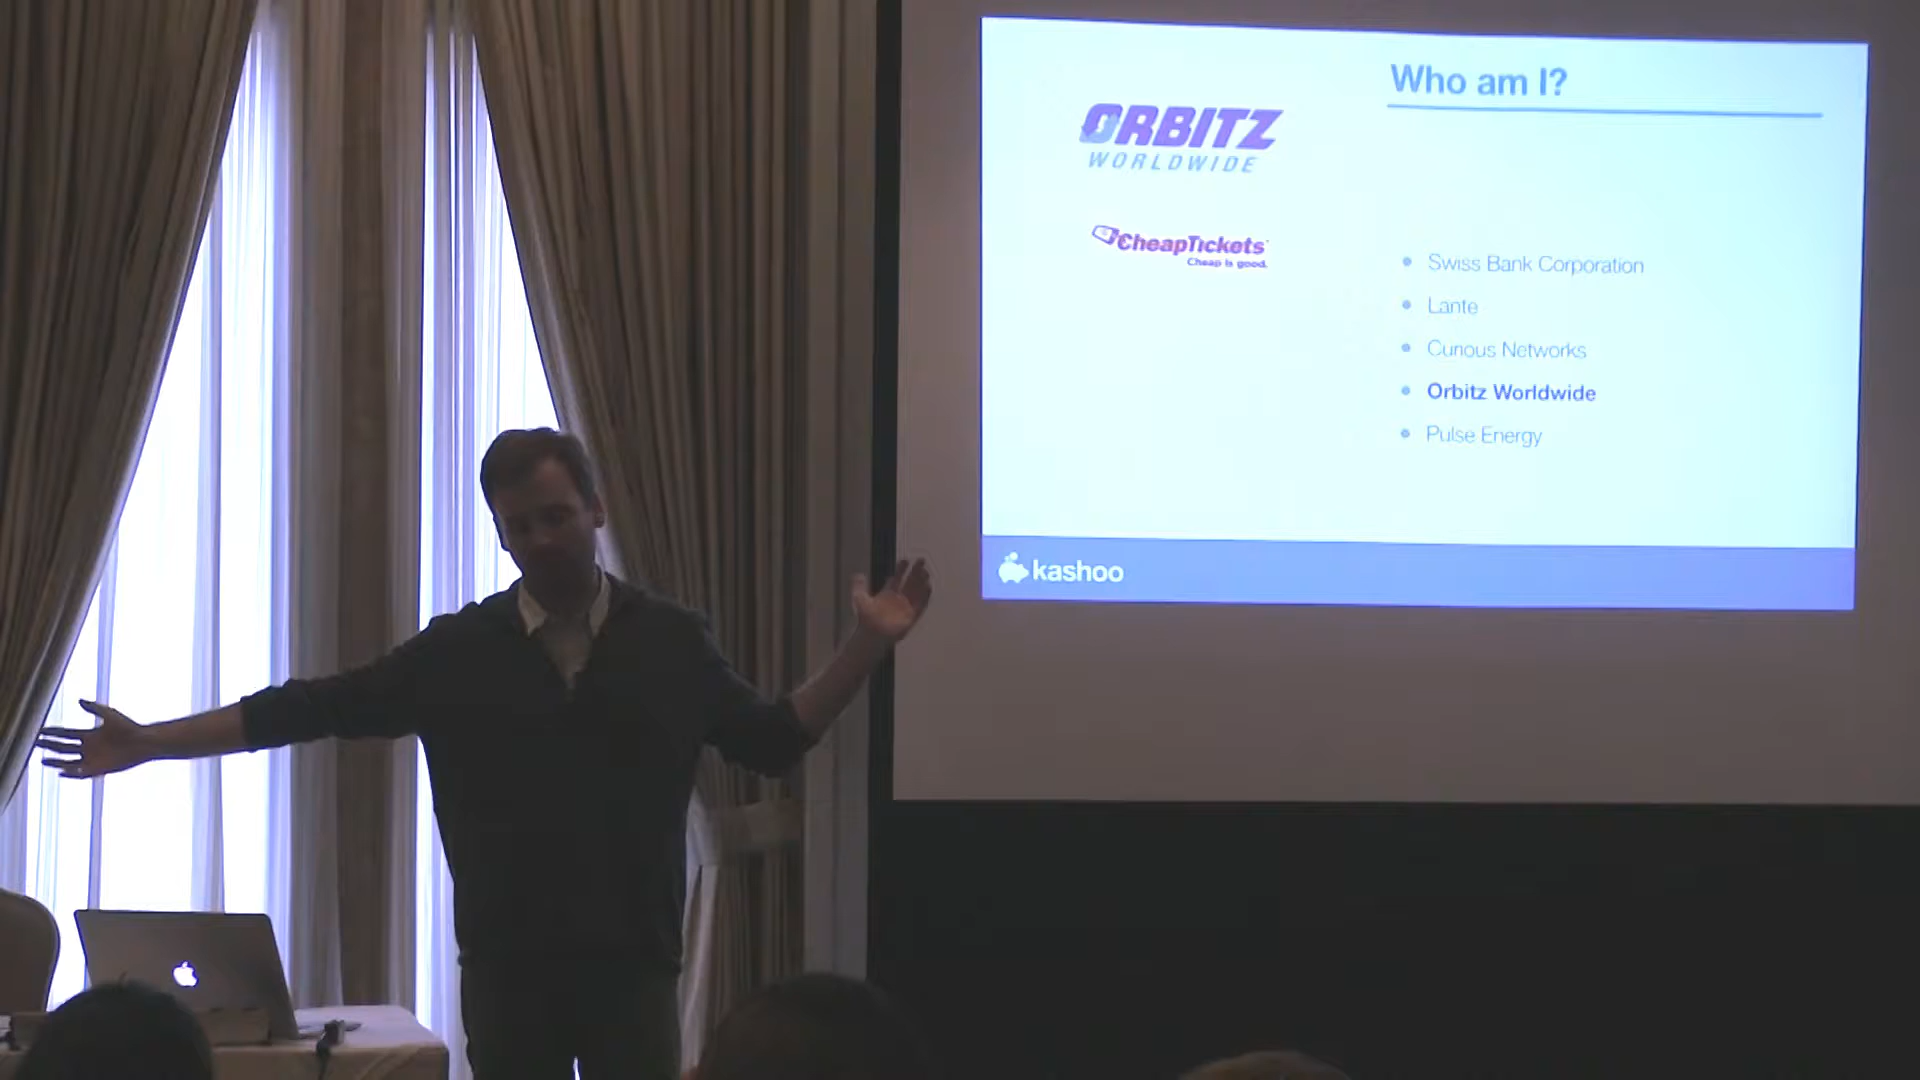 Who am I?
ORBITZ
WORLDWIDE
CheapTickets
Cheap is good.
Swiss Bank Corporation
Lante
Curious Networks
Orbitz Worldwide
Pulse Energy
kashoo